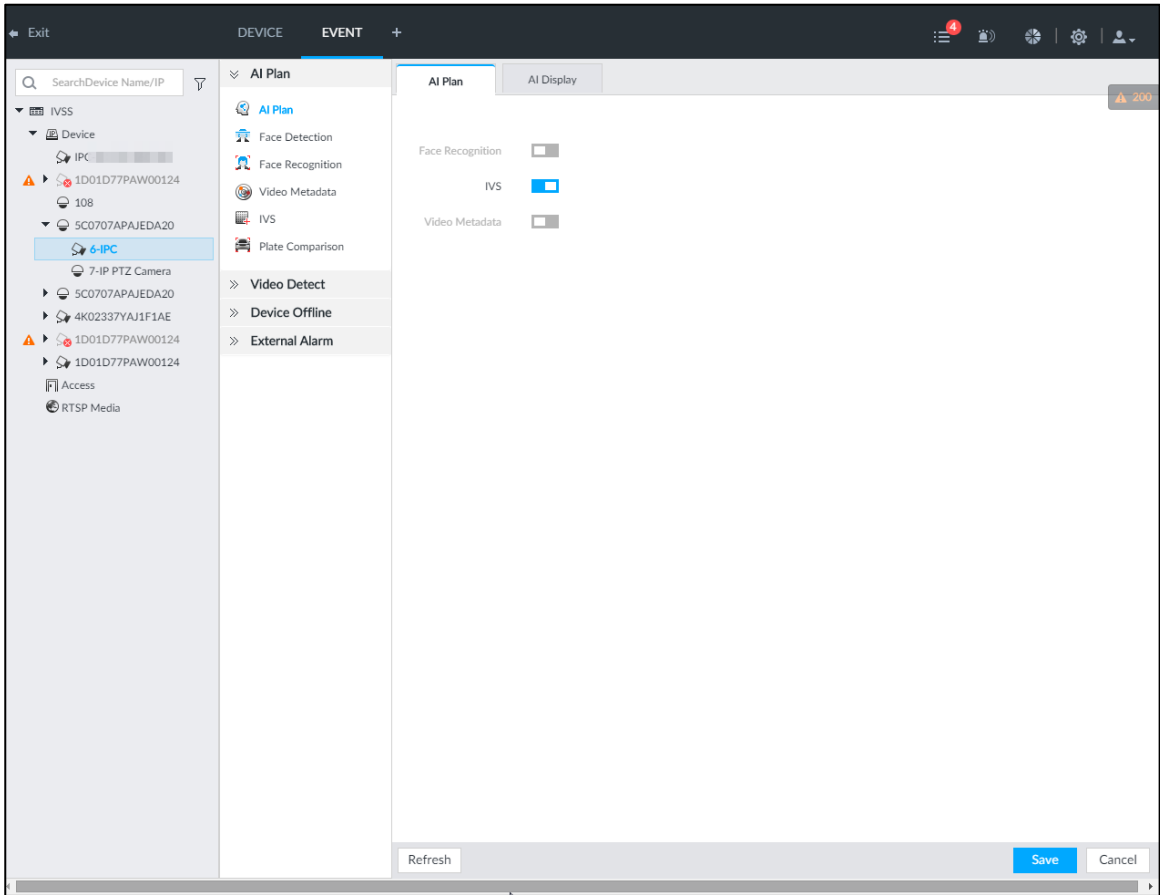 Exit
DEVICE EVENT +
4
SearchDevice Name/IP
IVSS
Device
IPC
1D01D77PAW00124
108
5C0707APAJEDA20
6-IPC
7-IP PTZ Camera
5C0707APAJEDA20
4K02337YAJ1F1AE
1D01D77PAW00124
1D01D77PAW00124
Access
RTSP Media
AI Plan
AI Plan
Face Detection
Face Recognition
Video Metadata
IVS
Plate Comparison
Video Detect
Device Offline
External Alarm
AI Plan AI Display
200
Face Recognition
IVS
Video Metadata
Refresh Save Cancel